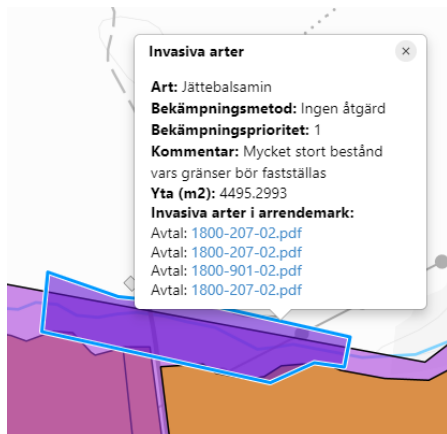 Invasiva arter
Art: Jättebalsamin
Bekämpningsmetod: Ingen åtgärd
Bekämpningsprioritet: 1
Kommentar: Mycket stort bestånd
vars gränser bör fastställas
Yta (m2): 4495.2993
Invasiva arter i arrendemark:
Avtal: 1800-207-02.pdf
Avtal: 1800-207-02.pdf
Avtal: 1800-901-02.pdf
Avtal: 1800-207-02.pdf